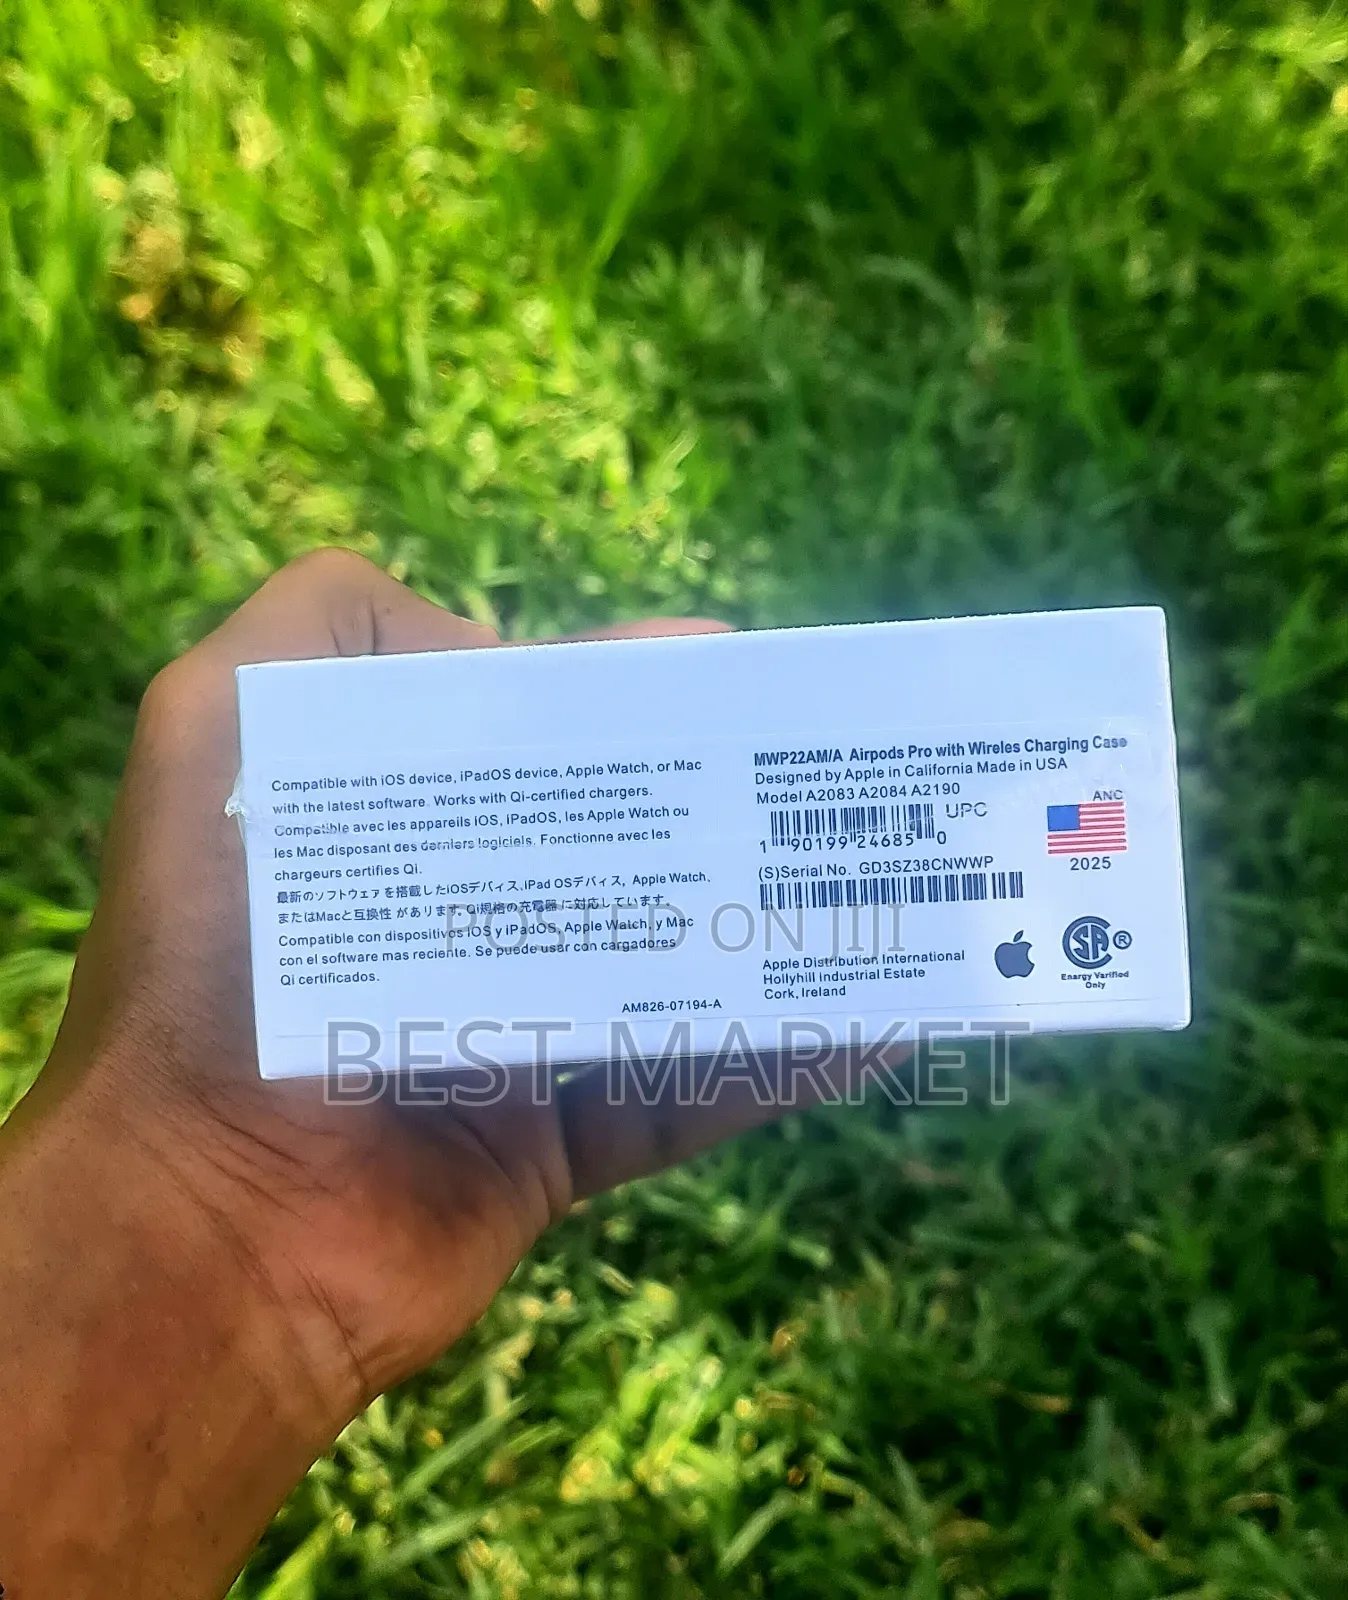 Compatible with iOS device, iPadOS device, Apple Watch, or Mac
with the latest software. Works with Qi-certified chargers.
Compatible avec les appareils iOS, iPadOS, les Apple Watch ou
les Mac disposant des derniers logiciels. Fonctionne avec les
chargeurs certifies Qi.
最新のソフトウェアを搭載したiOSデバイス、iPad OSデバイス, Apple Watch、
またはMacと互換性 があります。Qi規格の充電器 に対応しています。
Compatible con dispositivos iOS y iPadOS, Apple Watch, y Mac
con el software mas reciente. Se puede usar con cargadores
Qi certificados.
AM826-07194-A
MWP22AM/A Airpods Pro with Wireles Charging Case
Designed by Apple in California Made in USA
Model A2083 A2084 A2190
UPC
1 90199 24685 0
(S)Serial No. GD3SZ38CNWWP
ANC
2025
Apple Distribution International
Hollyhill industrial Estate
Cork, Ireland
SA ®
Energy Varified
Only
POSTED ON JIJI
BEST MARKET